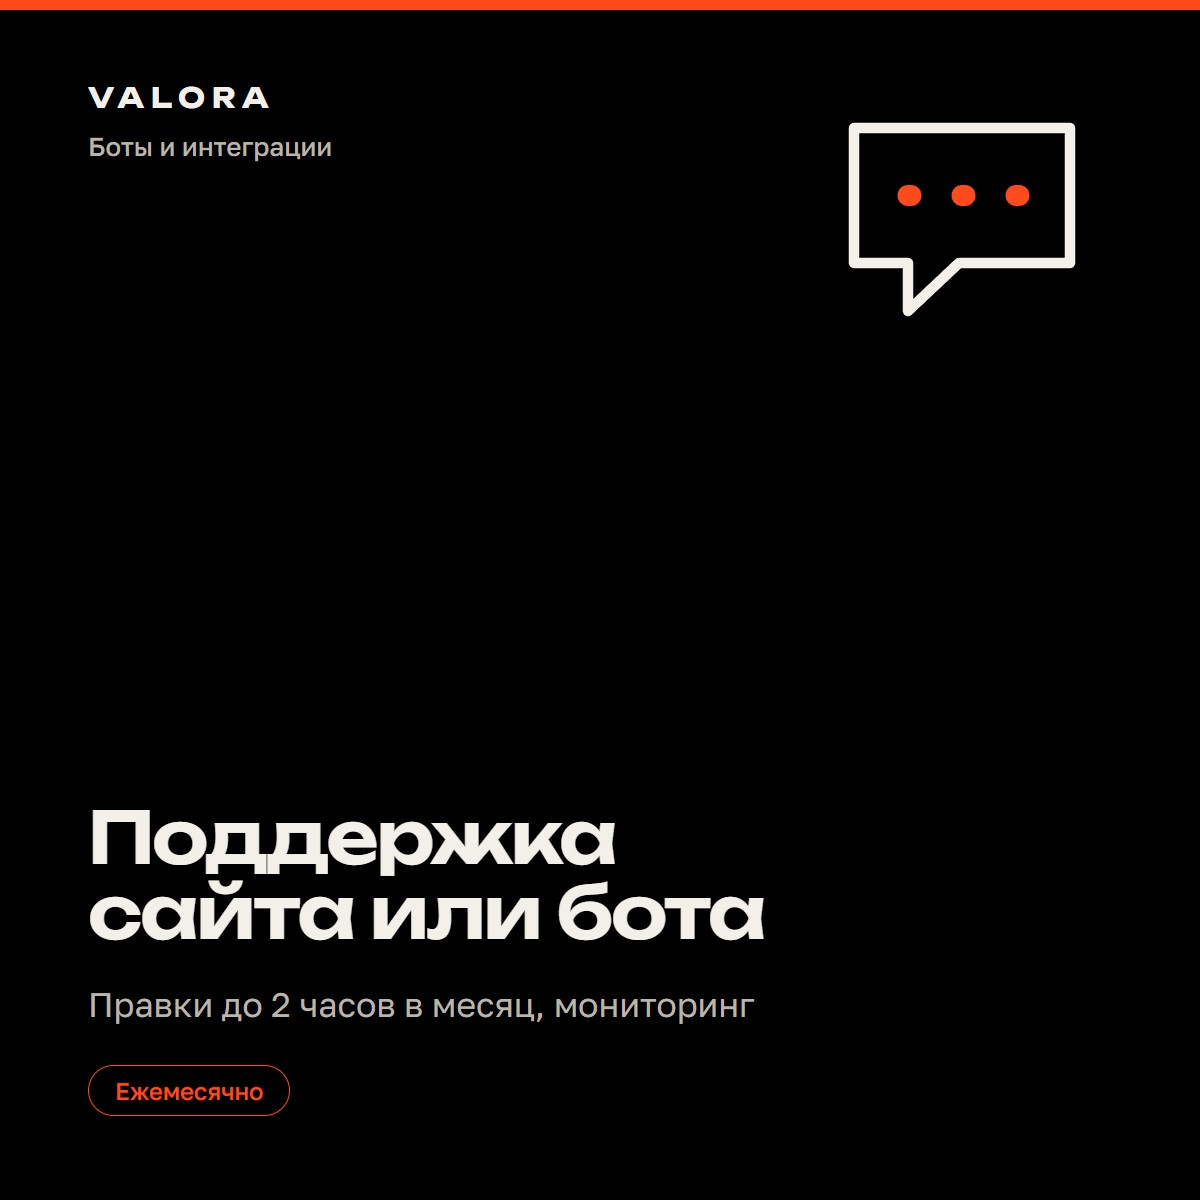 VALORA
Боты и интеграции
Поддержка
сайта или бота
Правки до 2 часов в месяц, мониторинг
Ежемесячно